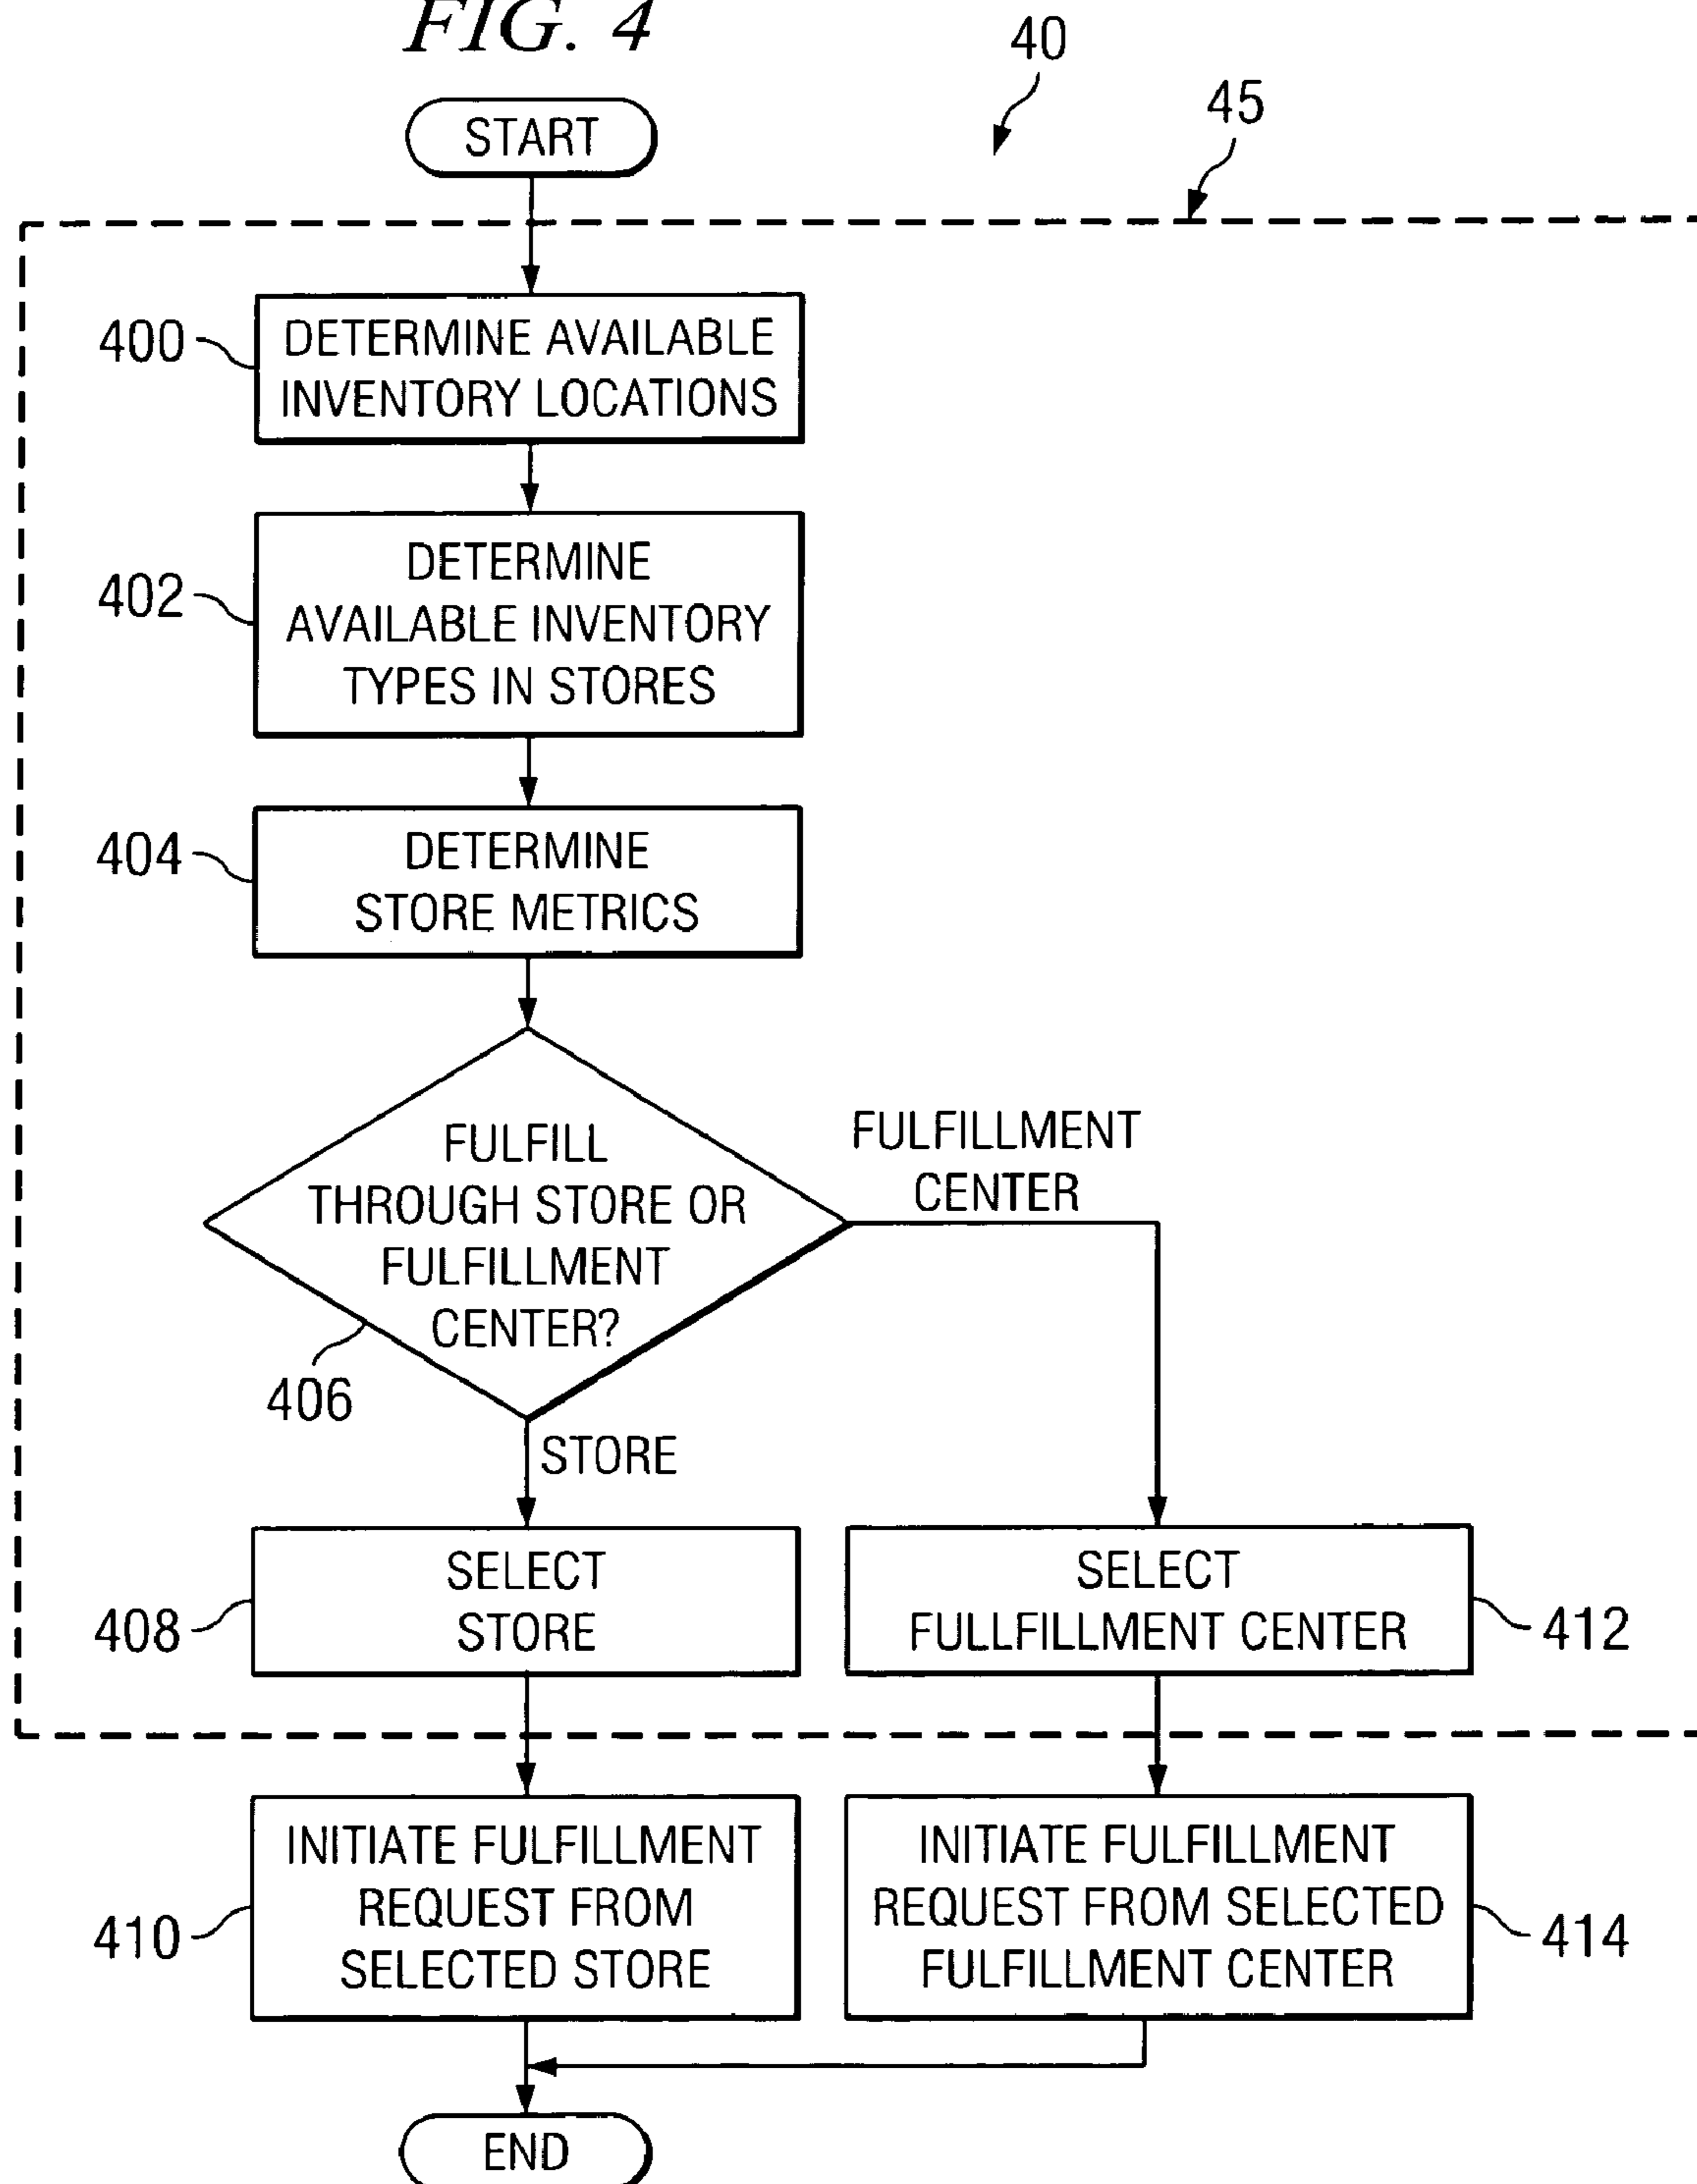 FIG. 4
40
45
START
400
DETERMINE AVAILABLE
INVENTORY LOCATIONS
402
DETERMINE
AVAILABLE INVENTORY
TYPES IN STORES
404
DETERMINE
STORE METRICS
FULFILL
THROUGH STORE OR
FULFILLMENT
CENTER?
406
FULFILLMENT
CENTER
STORE
408
SELECT
STORE
SELECT
FULLFILLMENT CENTER
412
410
INITIATE FULFILLMENT
REQUEST FROM
SELECTED STORE
INITIATE FULFILLMENT
REQUEST FROM SELECTED
FULFILLMENT CENTER
414
END